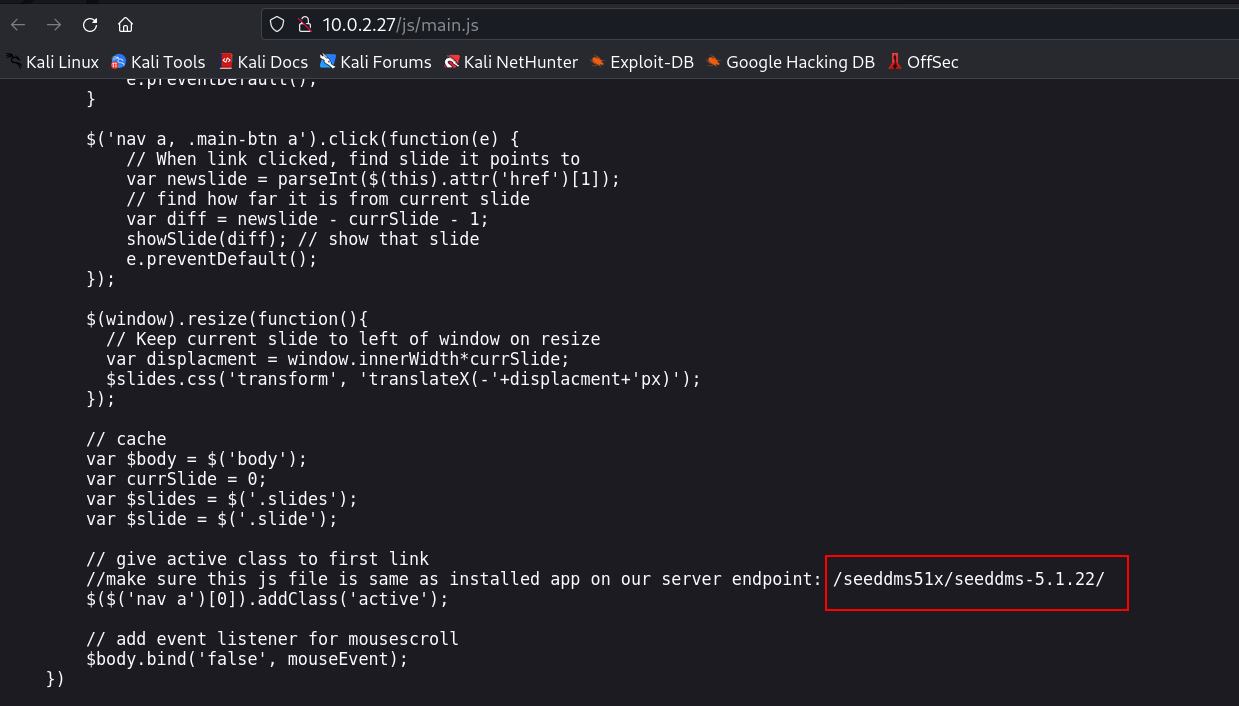 10.0.2.27/js/main.js
Kali Linux Kali Tools Kali Docs Kali Forums Kali NetHunter Exploit-DB Google Hacking DB OffSec
e.preventDefault();
}
$('nav a, .main-btn a').click(function(e) {
// When link clicked, find slide it points to
var newslide = parseInt($(this).attr('href')[1]);
// find how far it is from current slide
var diff = newslide - currSlide - 1;
showSlide(diff); // show that slide
e.preventDefault();
});
$(window).resize(function(){
// Keep current slide to left of window on resize
var displacment = window.innerWidth*currSlide;
$slides.css('transform', 'translateX(-'+displacment+'px)');
});
// cache
var $body = $('body');
var currSlide = 0;
var $slides = $('.slides');
var $slide = $('.slide');
// give active class to first link
//make sure this js file is same as installed app on our server endpoint: /seeddms51x/seeddms-5.1.22/
$($('nav a')[0]).addClass('active');
// add event listener for mousescroll
$body.bind('false', mouseEvent);
})